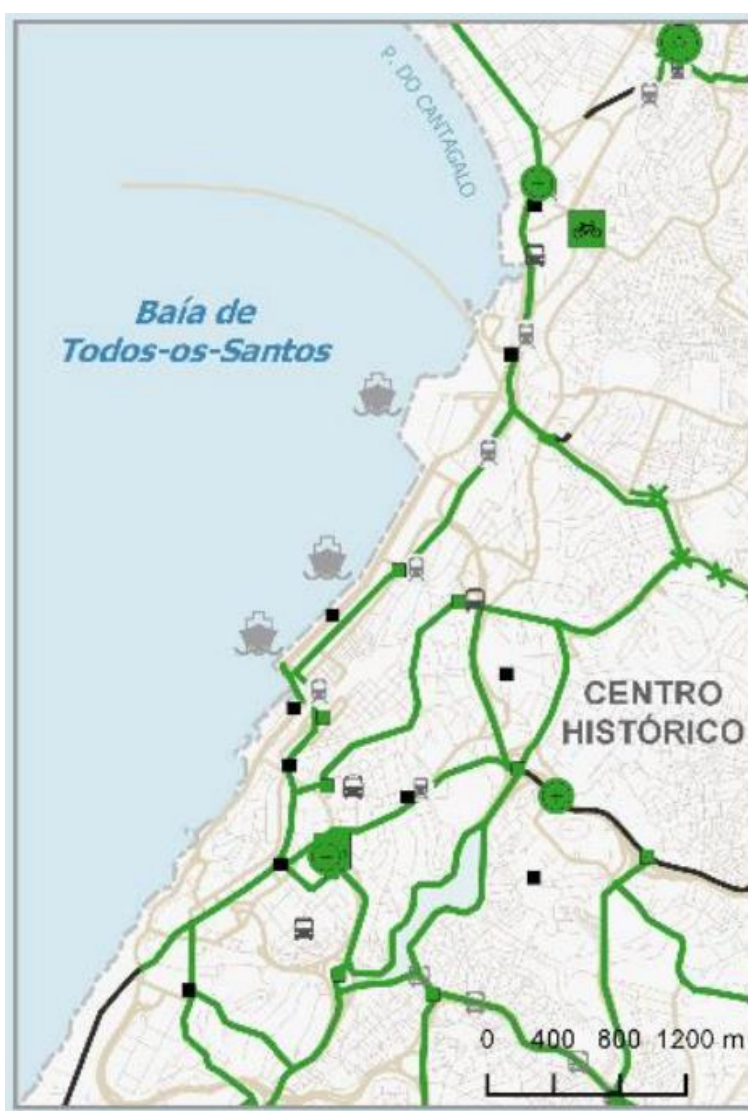 P. DO CANTAGALO
Baía de
Todos-os-Santos
CENTRO
HISTÓRICO
0 400 800 1200 m